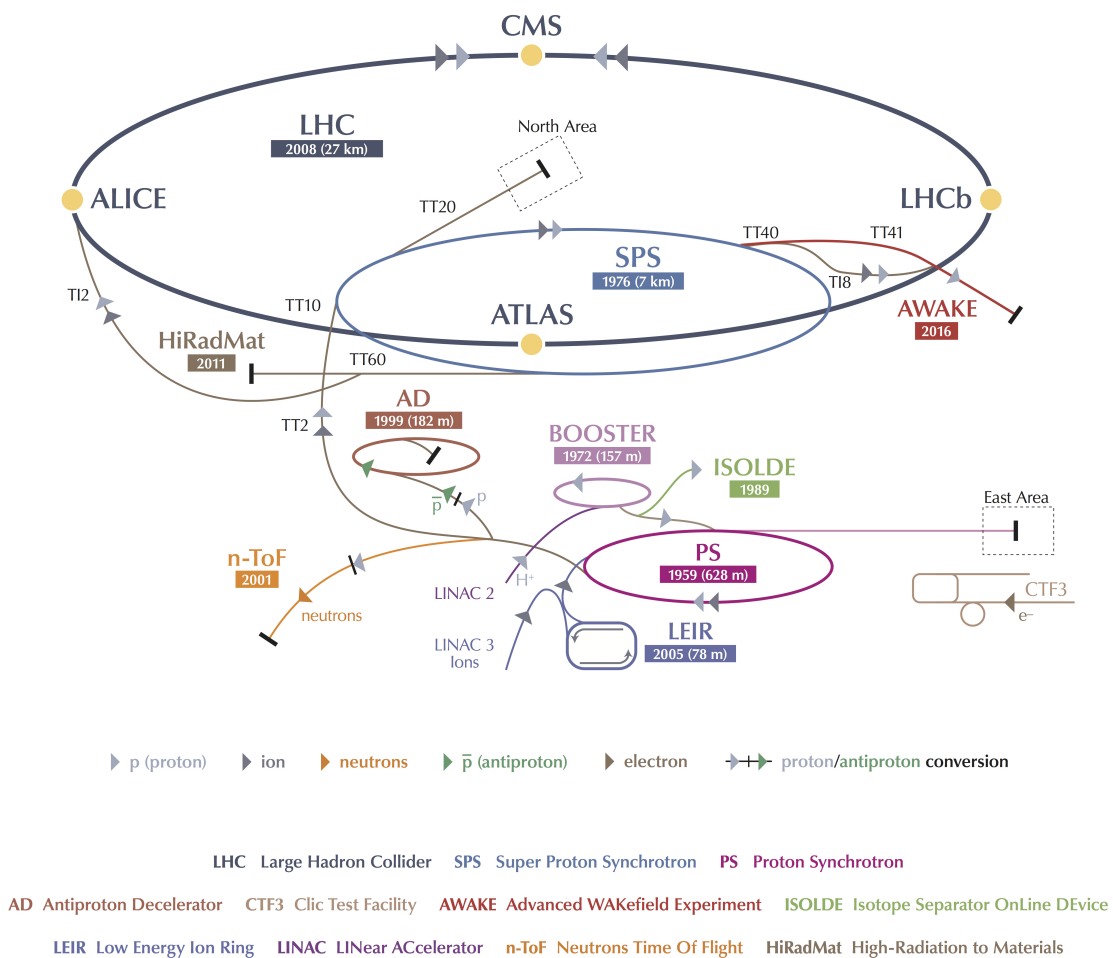 CMS
LHC
2008 (27 km)
North Area
ALICE
LHCb
TT20
TT40
TT41
SPS
1976 (7 km)
TI2
TI8
TT10
ATLAS
AWAKE
2016
HiRadMat
2011
TT60
AD
1999 (182 m)
TT2
BOOSTER
1972 (157 m)
ISOLDE
1989
p
p̅
East Area
n-ToF
2001
PS
1959 (628 m)
H⁺
LINAC 2
neutrons
CTF3
e–
LEIR
2005 (78 m)
LINAC 3
Ions
p (proton)
ion
neutrons
p̅ (antiproton)
electron
proton/antiproton conversion
LHC Large Hadron Collider SPS Super Proton Synchrotron PS Proton Synchrotron
AD Antiproton Decelerator CTF3 Clic Test Facility AWAKE Advanced WAKefield Experiment ISOLDE Isotope Separator OnLine DEvice
LEIR Low Energy Ion Ring LINAC LINear ACcelerator n-ToF Neutrons Time Of Flight HiRadMat High-Radiation to Materials